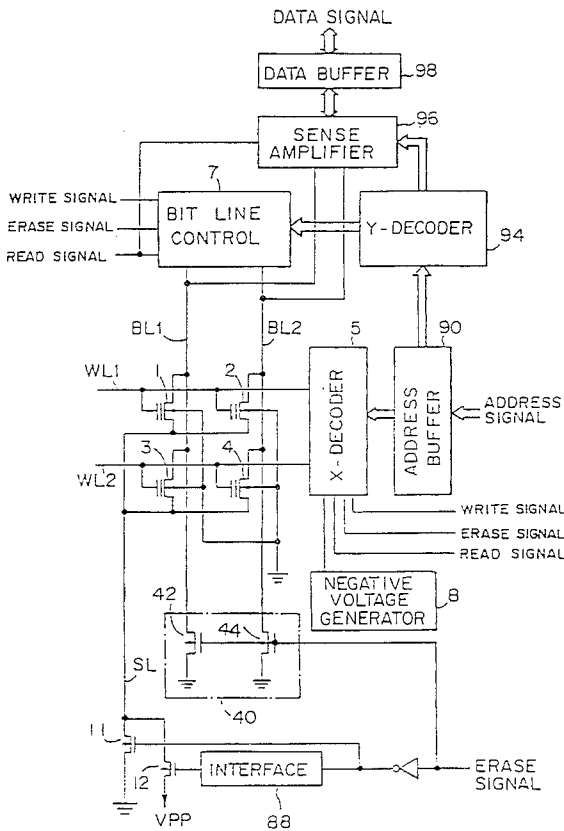 DATA SIGNAL
DATA BUFFER
98
96
SENSE
AMPLIFIER
7
WRITE SIGNAL
ERASE SIGNAL
READ SIGNAL
BIT LINE
CONTROL
Y-DECODER
94
BL1
BL2
5
90
WL1
1
2
X-DECODER
ADDRESS
BUFFER
ADDRESS
SIGNAL
3
4
WL2
WRITE SIGNAL
ERASE SIGNAL
READ SIGNAL
NEGATIVE
VOLTAGE
GENERATOR
8
42
44
SL
40
11
12
INTERFACE
88
ERASE
SIGNAL
VPP